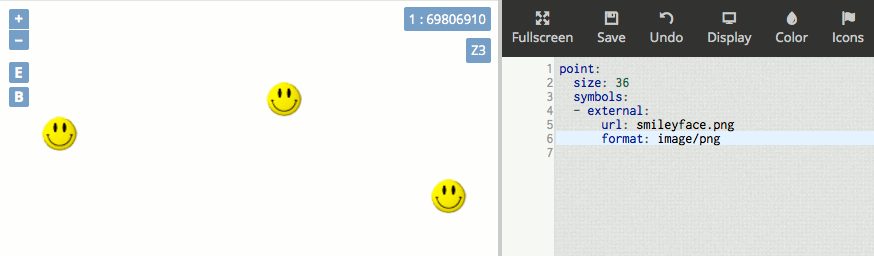 +
−
E
B
1 : 69806910
Z3
Fullscreen Save Undo Display Color Icons
1 point:
2   size: 36
3   symbols:
4   - external:
5       url: smileyface.png
6       format: image/png
7